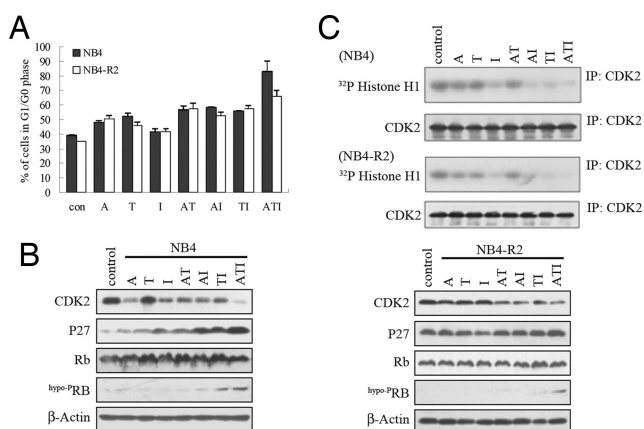 A
% of cells in G1/G0 phase
100
90
80
70
60
50
40
30
20
10
0
NB4
NB4-R2
con A T I AT AI TI ATI
B
NB4
control A T I AT AI TI ATI
CDK2
P27
Rb
hypo-PRB
β-Actin
C
control A T I AT AI TI ATI
(NB4)
32P Histone H1 IP: CDK2
CDK2 IP: CDK2
(NB4-R2)
32P Histone H1 IP: CDK2
CDK2 IP: CDK2
NB4-R2
control A T I AT AI TI ATI
CDK2
P27
Rb
hypo-PRB
β-Actin